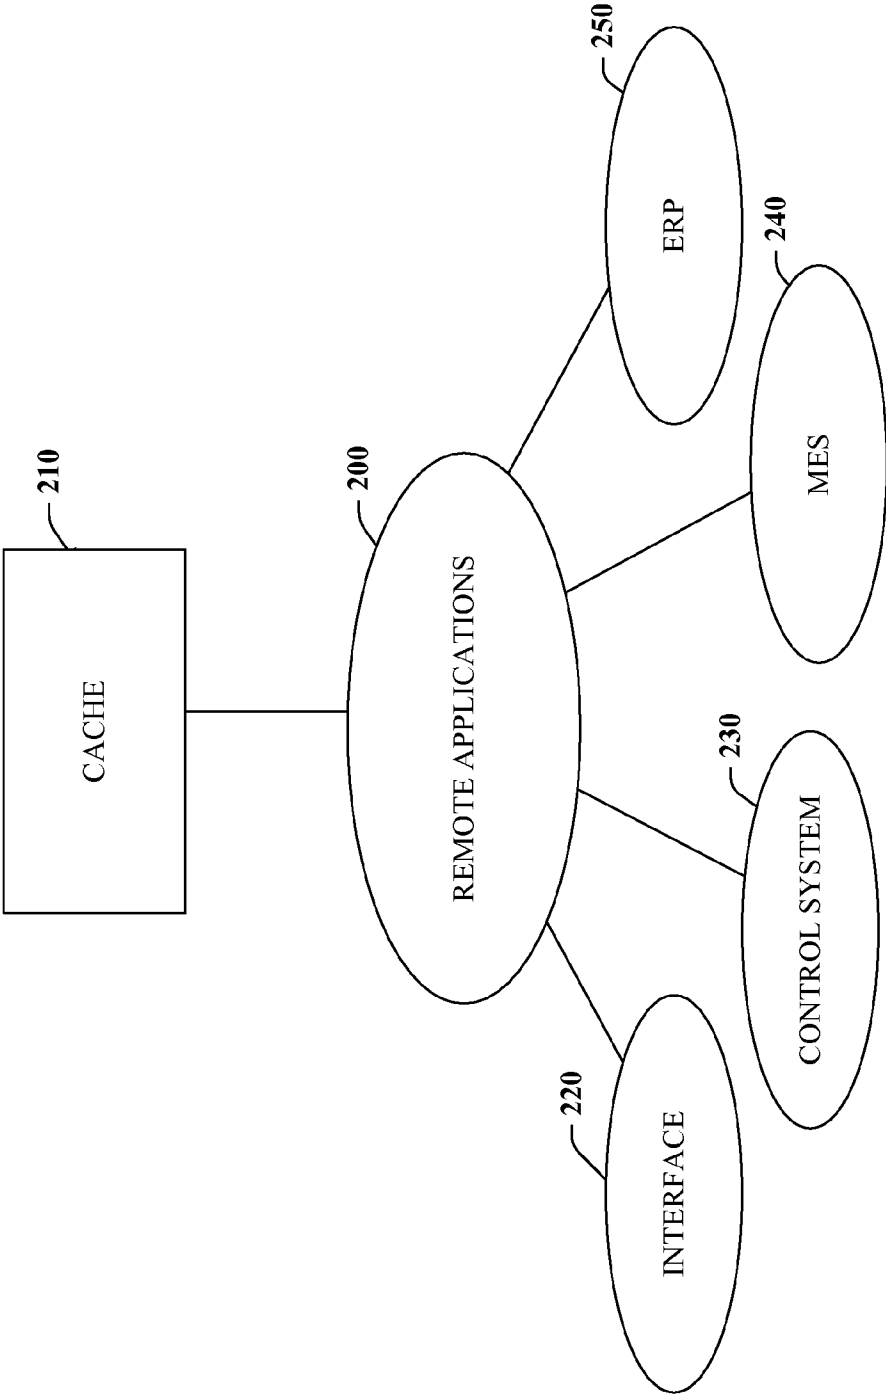 CACHE
210
REMOTE APPLICATIONS
200
INTERFACE
220
CONTROL SYSTEM
230
MES
240
ERP
250